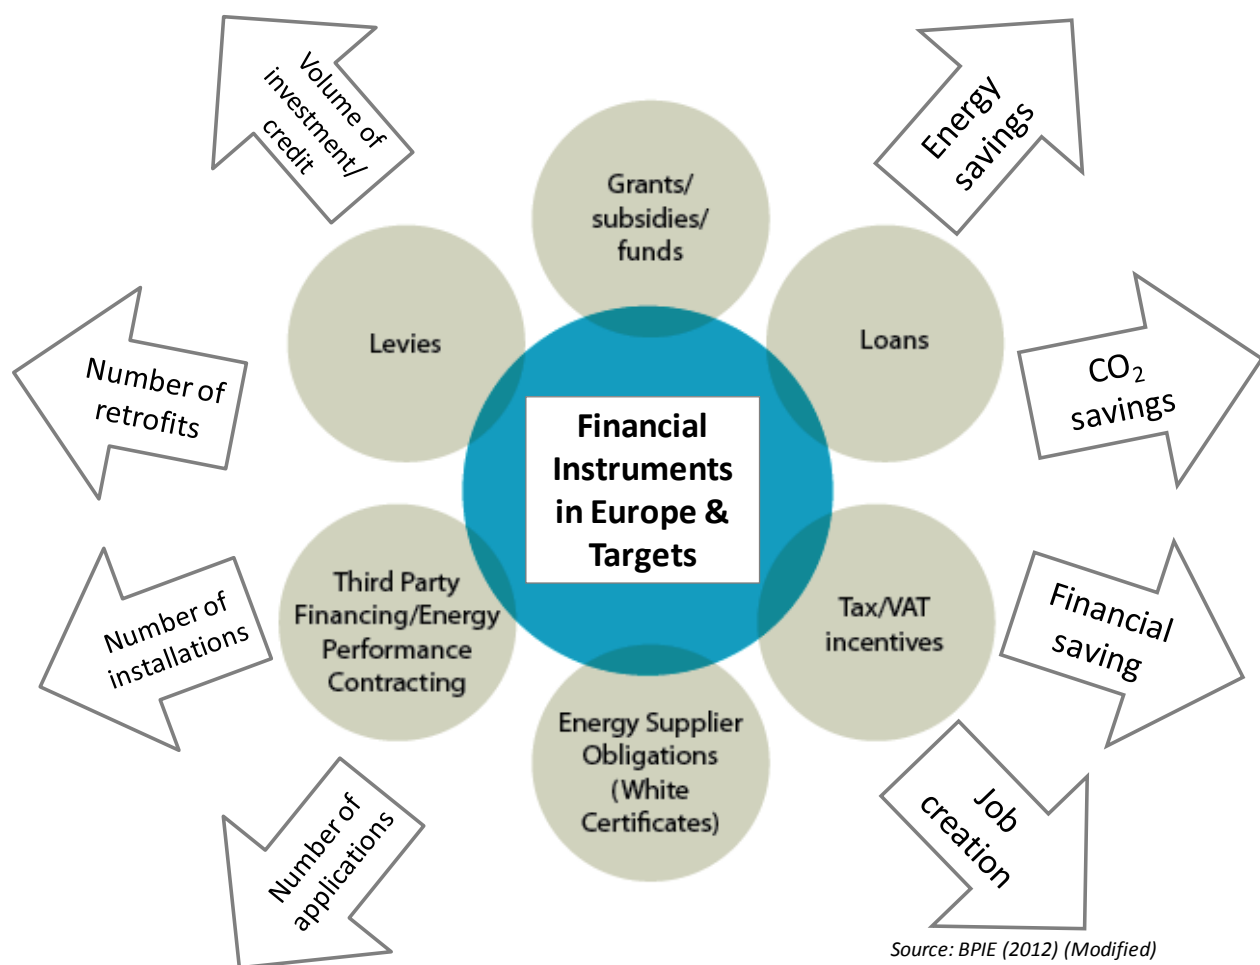 Volume of
investment/
credit
Energy
savings
Grants/
subsidies/
funds
Levies
Loans
Number of
retrofits
CO₂
savings
Financial
Instruments
in Europe &
Targets
Number of
installations
Third Party
Financing/Energy
Performance
Contracting
Tax/VAT
incentives
Financial
saving
Energy Supplier
Obligations
(White
Certificates)
Number of
applications
Job
creation
Source: BPIE (2012) (Modified)